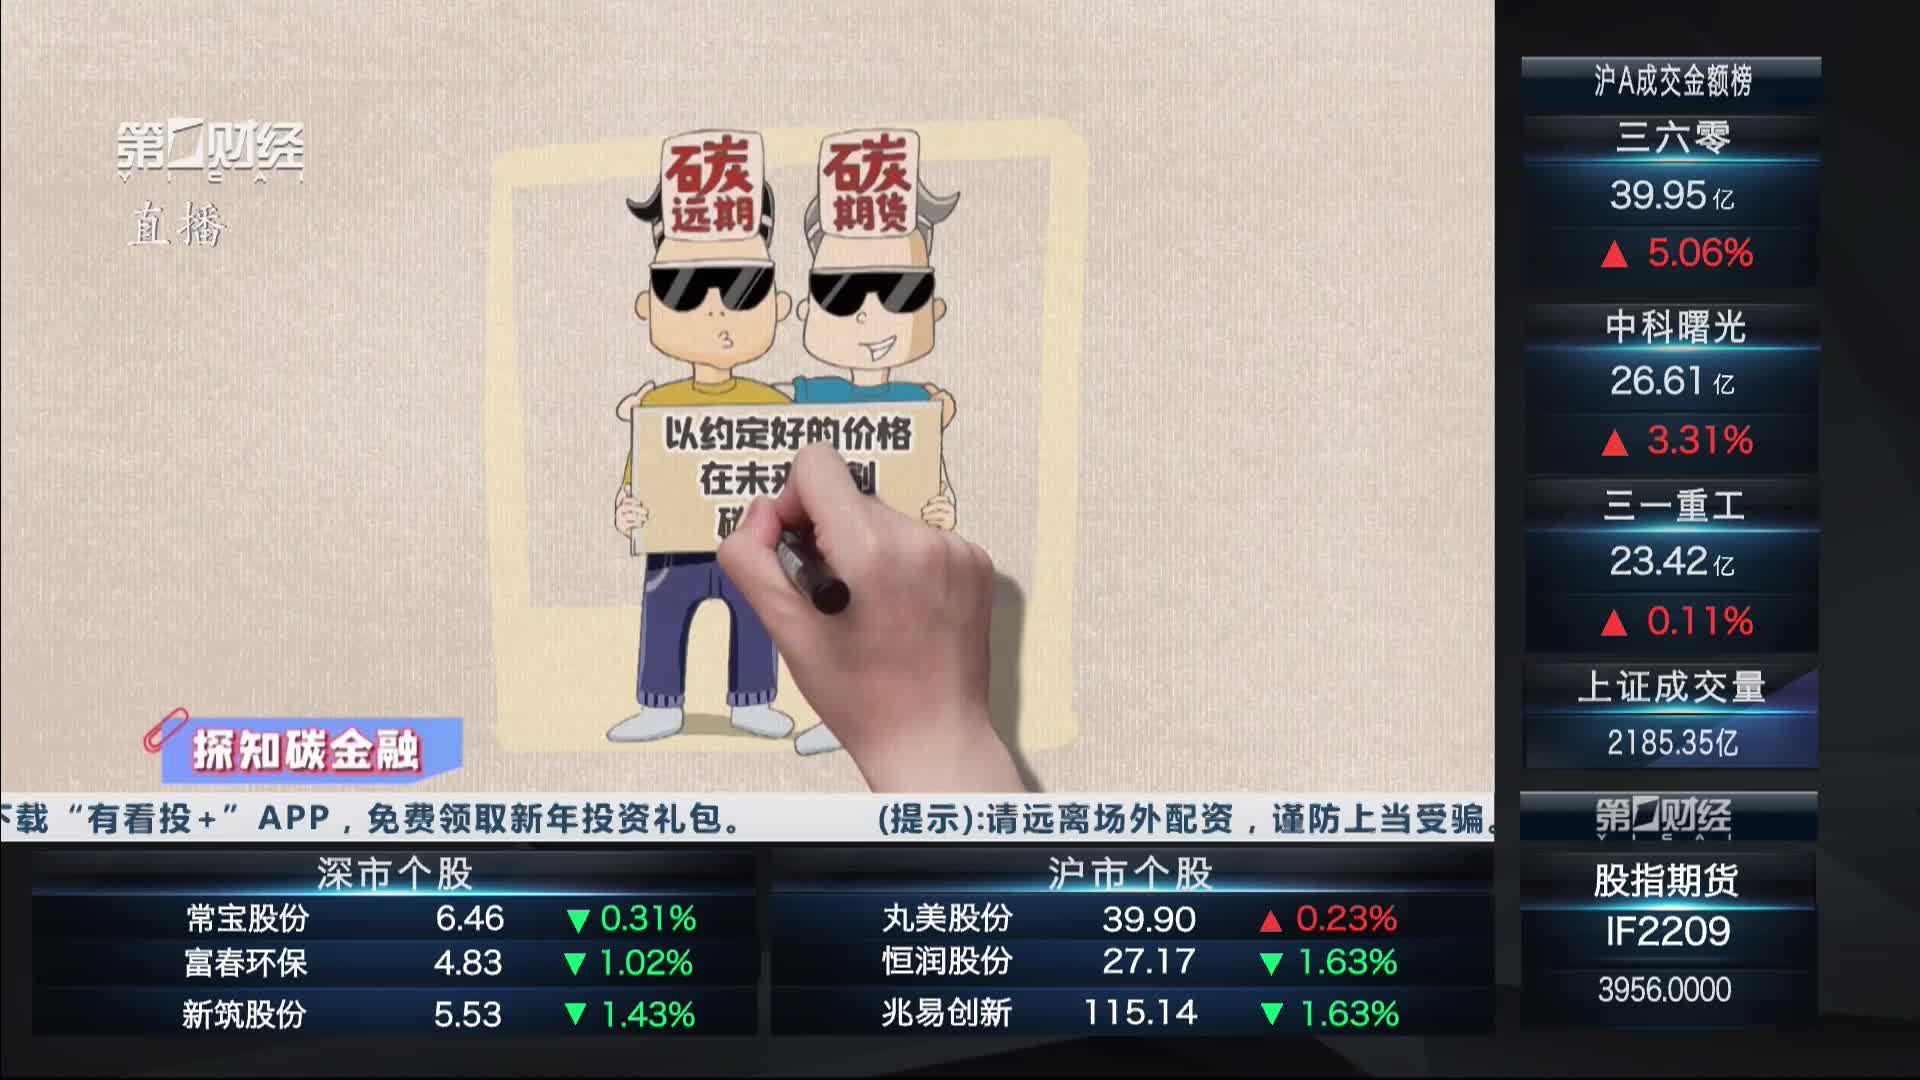 第一财经
YICAI
直播
碳
远期
碳
期货
以约定好的价格
在未来
探知碳金融
下载“有看投+”APP，免费领取新年投资礼包。 (提示):请远离场外配资，谨防上当受骗。
深市个股
常宝股份 6.46 ▼ 0.31%
富春环保 4.83 ▼ 1.02%
新筑股份 5.53 ▼ 1.43%
沪市个股
丸美股份 39.90 ▲ 0.23%
恒润股份 27.17 ▼ 1.63%
兆易创新 115.14 ▼ 1.63%
沪A成交金额榜
三六零
39.95亿
▲ 5.06%
中科曙光
26.61亿
▲ 3.31%
三一重工
23.42亿
▲ 0.11%
上证成交量
2185.35亿
第一财经
YICAI
股指期货
IF2209
3956.0000